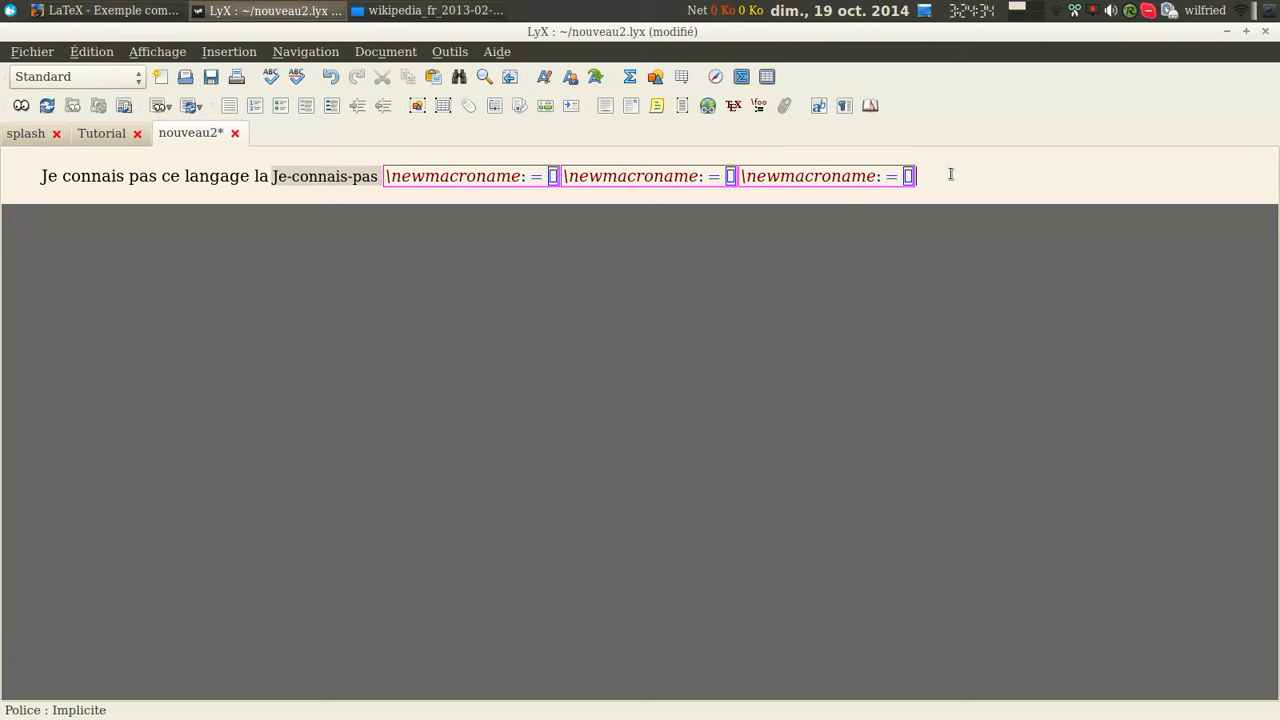 LaTeX - Exemple com... LyX : ~/nouveau2.lyx ... wikipedia_fr_2013-02-... Net 0 Ko 0 Ko dim., 19 oct. 2014 wilfried
LyX : ~/nouveau2.lyx (modifié)
Fichier Édition Affichage Insertion Navigation Document Outils Aide
Standard
splash Tutorial nouveau2*
Je connais pas ce langage la Je-connais-pas \newmacroname: = \newmacroname: = \newmacroname: =
Police : Implicite